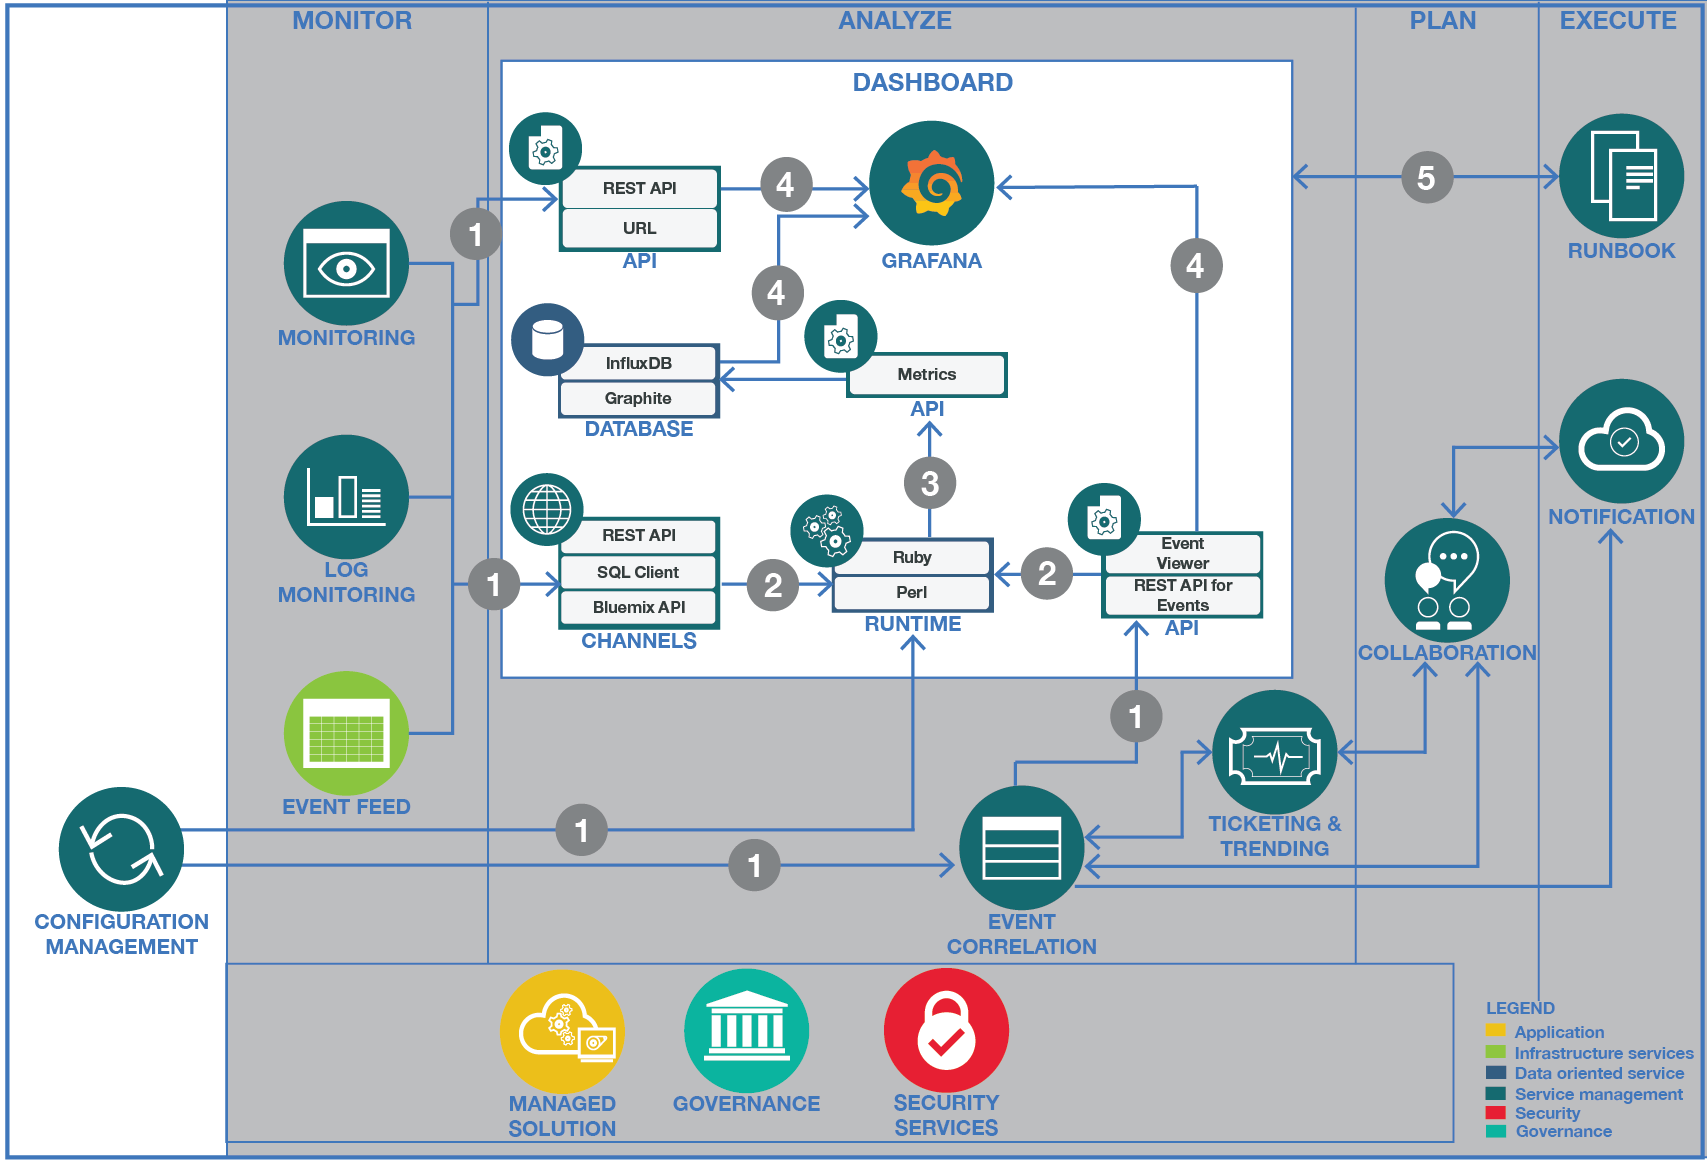 MONITOR
ANALYZE
PLAN
EXECUTE
DASHBOARD
REST API
URL
API
4
GRAFANA
5
RUNBOOK
1
MONITORING
4
4
InfluxDB
Graphite
DATABASE
Metrics
API
3
NOTIFICATION
LOG
MONITORING
1
REST API
SQL Client
Bluemix API
CHANNELS
2
Ruby
Perl
RUNTIME
2
Event
Viewer
REST API for
Events
API
COLLABORATION
1
EVENT FEED
1
1
TICKETING &
TRENDING
CONFIGURATION
MANAGEMENT
EVENT
CORRELATION
MANAGED
SOLUTION
GOVERNANCE
SECURITY
SERVICES
LEGEND
Application
Infrastructure services
Data oriented service
Service management
Security
Governance